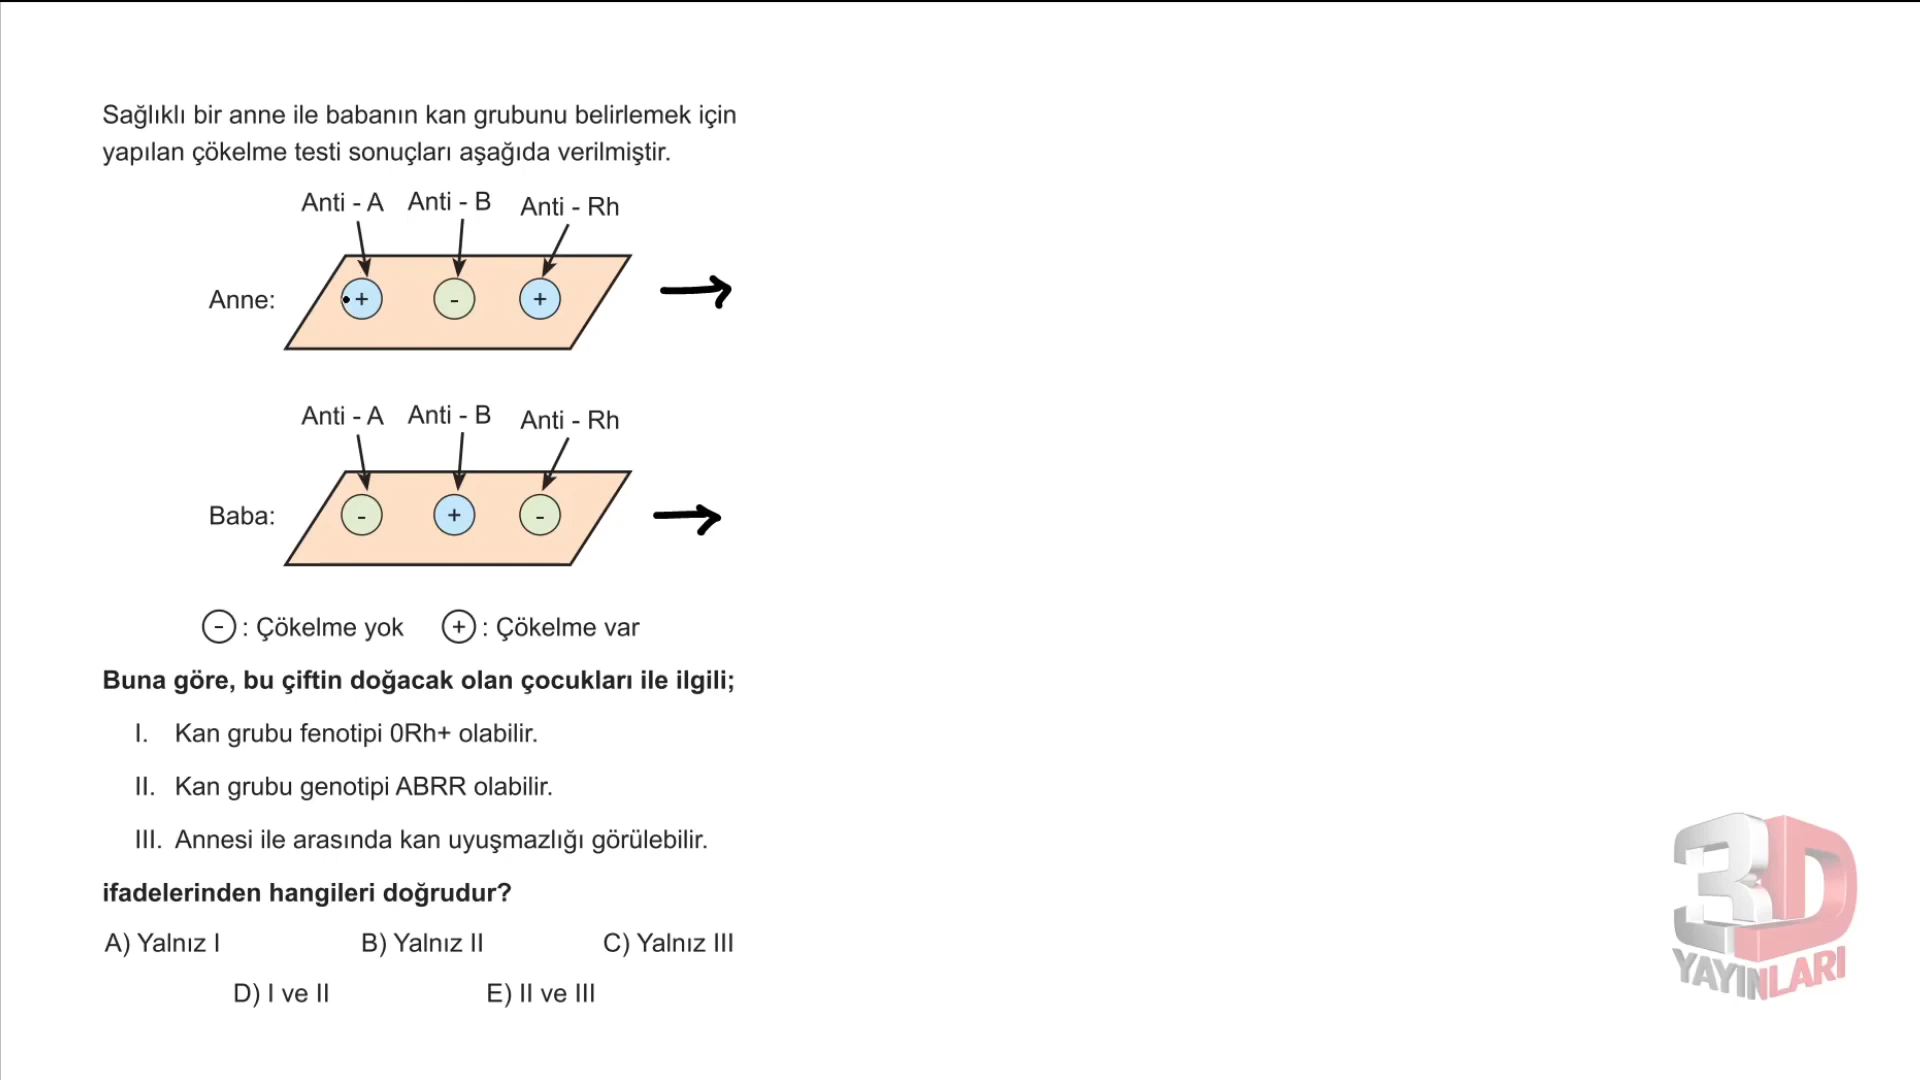 Sağlıklı bir anne ile babanın kan grubunu belirlemek için
yapılan çökelme testi sonuçları aşağıda verilmiştir.
Anti - A Anti - B Anti - Rh
Anne: + - +
Anti - A Anti - B Anti - Rh
Baba: - + -
- : Çökelme yok + : Çökelme var
Buna göre, bu çiftin doğacak olan çocukları ile ilgili;
I. Kan grubu fenotipi 0Rh+ olabilir.
II. Kan grubu genotipi ABRR olabilir.
III. Annesi ile arasında kan uyuşmazlığı görülebilir.
ifadelerinden hangileri doğrudur?
A) Yalnız I B) Yalnız II C) Yalnız III
D) I ve II E) II ve III
3D
YAYINLARI